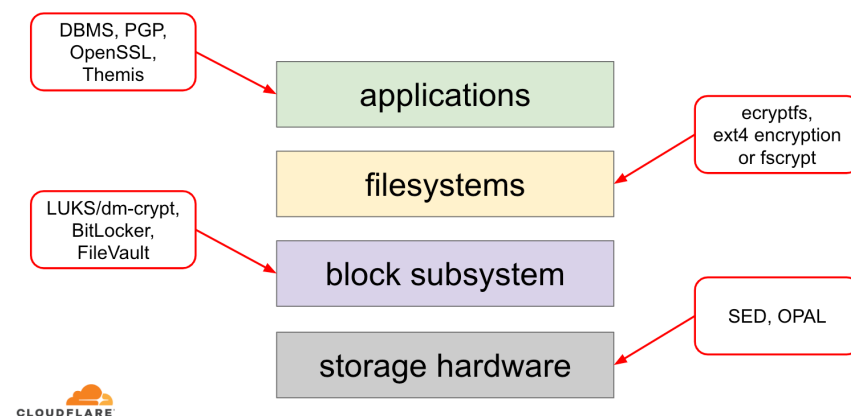 DBMS, PGP,
OpenSSL,
Themis
applications
ecryptfs,
ext4 encryption
or fscrypt
filesystems
LUKS/dm-crypt,
BitLocker,
FileVault
block subsystem
SED, OPAL
storage hardware
CLOUDFLARE